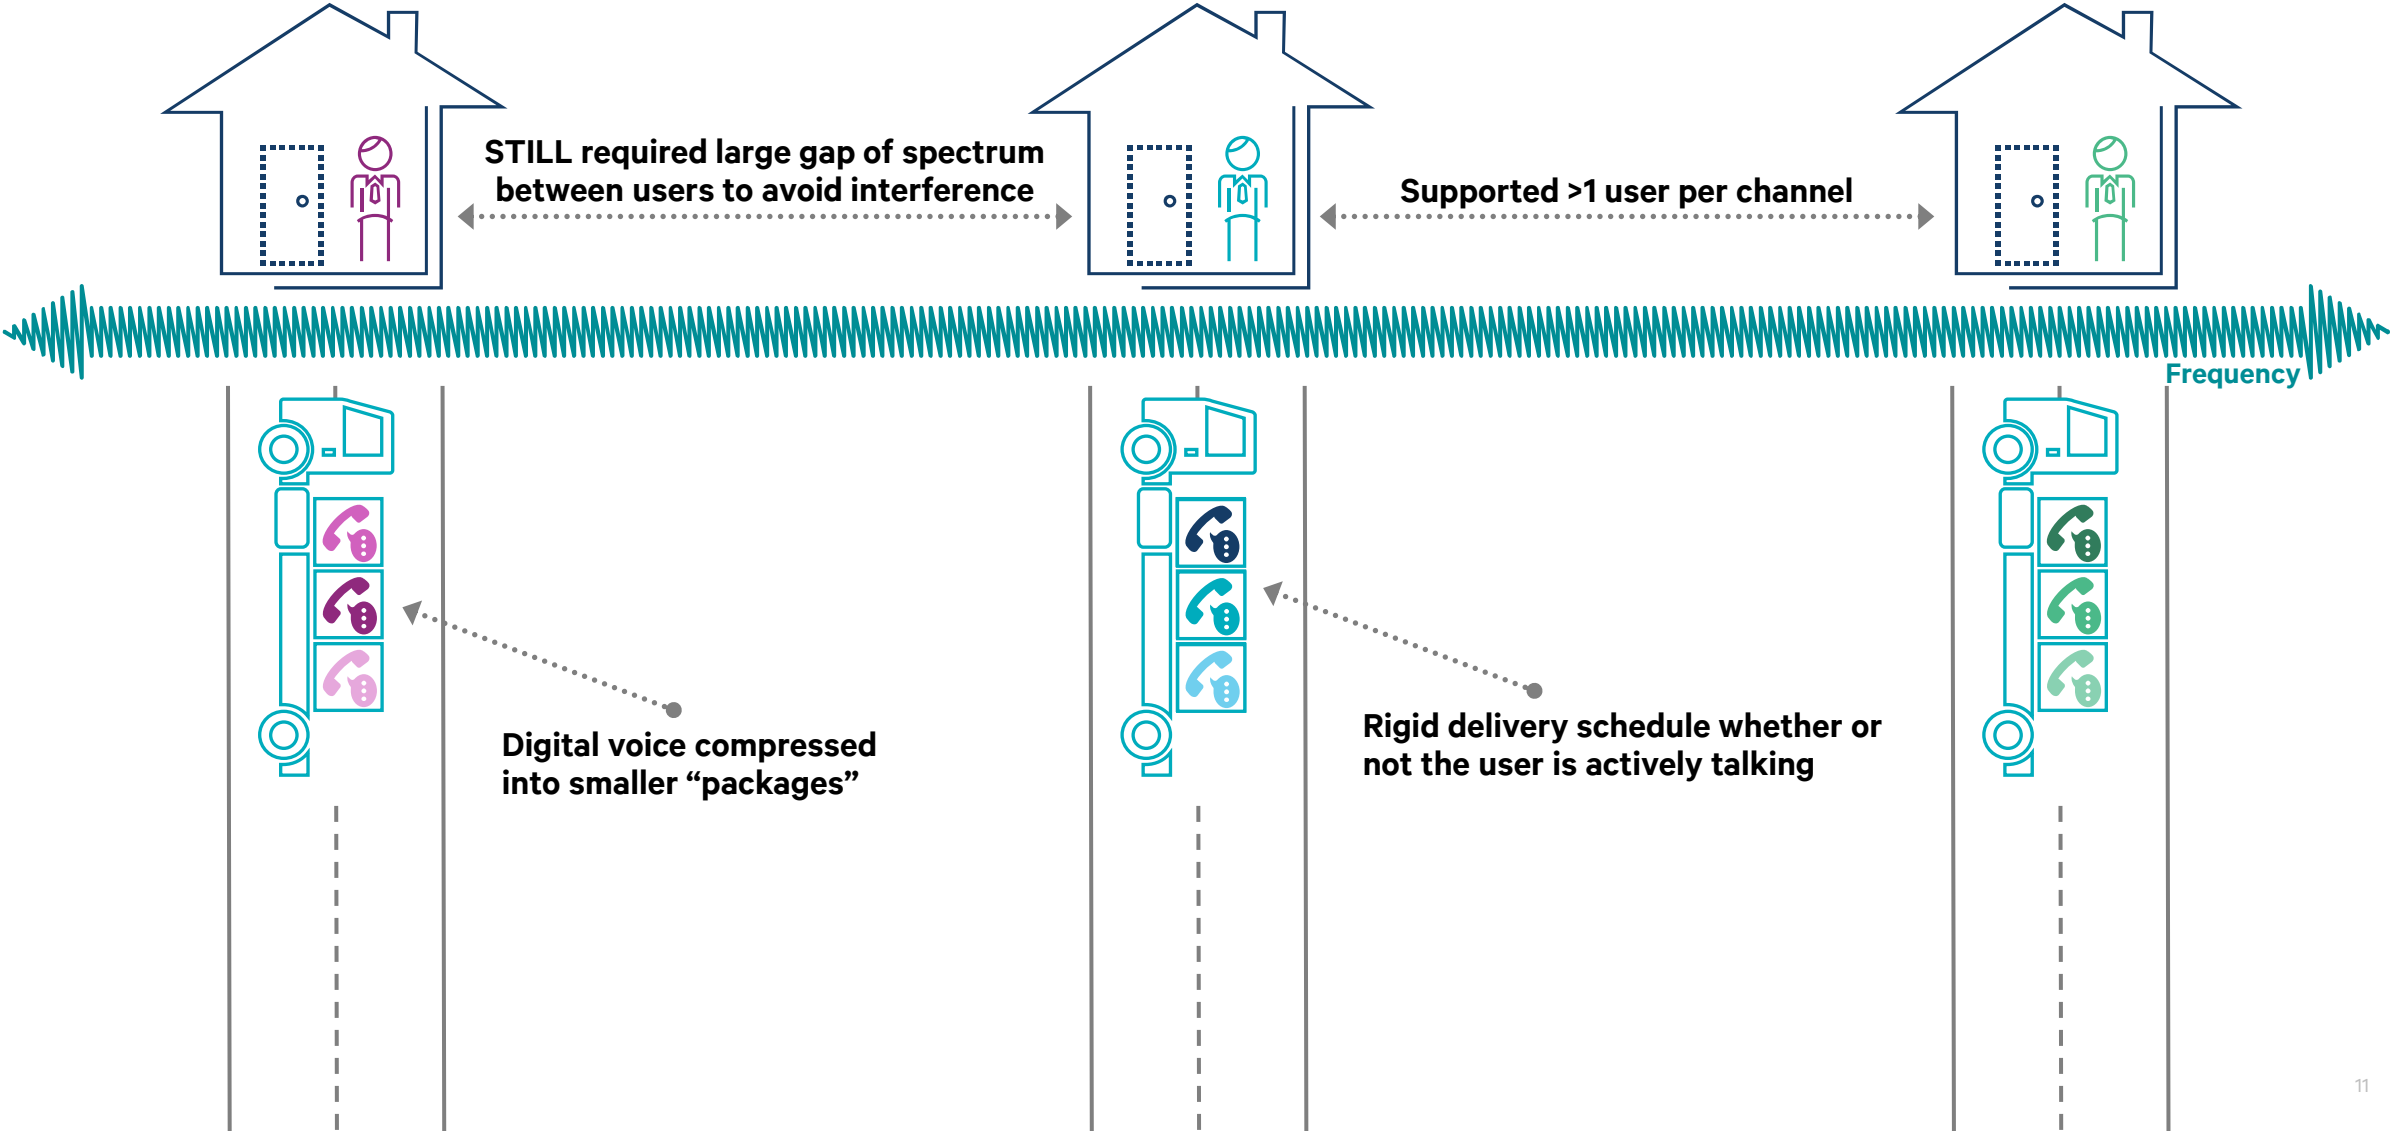 STILL required large gap of spectrum
between users to avoid interference
Supported >1 user per channel
Frequency
Digital voice compressed
into smaller “packages”
Rigid delivery schedule whether or
not the user is actively talking
11